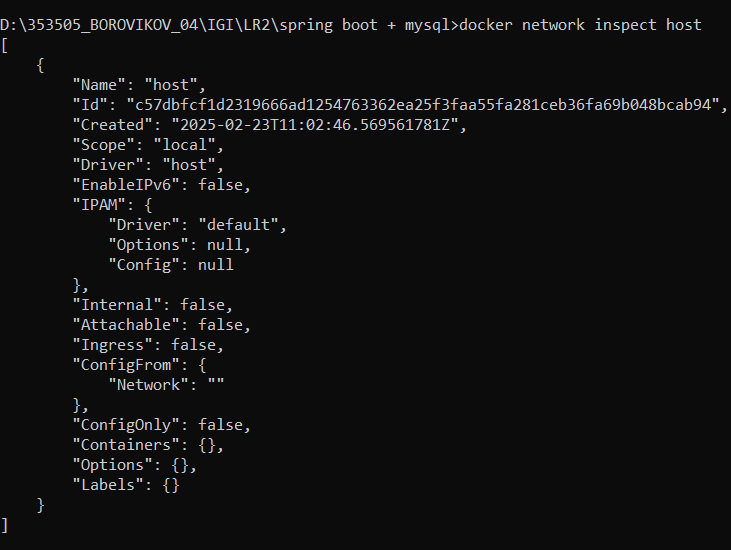 D:\353505_BOROVIKOV_04\IGI\LR2\spring boot + mysql>docker network inspect host
[
    {
        "Name": "host",
        "Id": "c57dbfcf1d2319666ad1254763362ea25f3faa55fa281ceb36fa69b048bcab94",
        "Created": "2025-02-23T11:02:46.569561781Z",
        "Scope": "local",
        "Driver": "host",
        "EnableIPv6": false,
        "IPAM": {
            "Driver": "default",
            "Options": null,
            "Config": null
        },
        "Internal": false,
        "Attachable": false,
        "Ingress": false,
        "ConfigFrom": {
            "Network": ""
        },
        "ConfigOnly": false,
        "Containers": {},
        "Options": {},
        "Labels": {}
    }
]